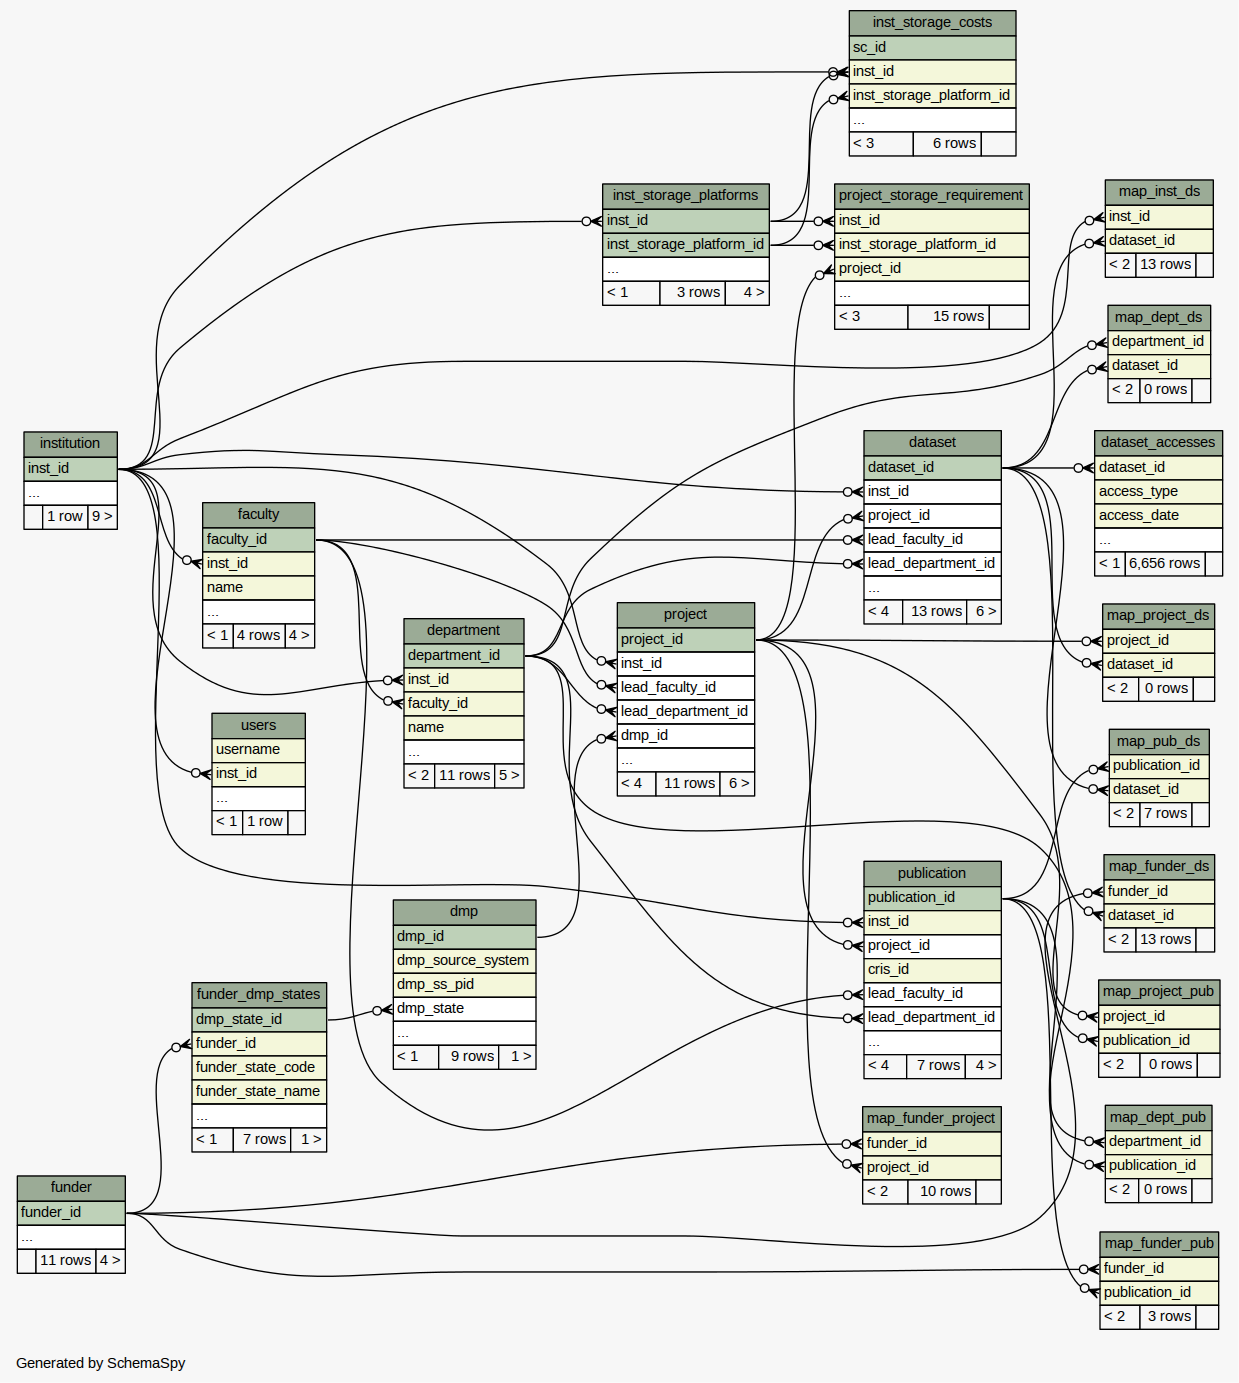 inst_storage_costs
sc_id
inst_id
inst_storage_platform_id
...
< 3 6 rows
inst_storage_platforms
inst_id
inst_storage_platform_id
...
< 1 3 rows 4 >
project_storage_requirement
inst_id
inst_storage_platform_id
project_id
...
< 3 15 rows
map_inst_ds
inst_id
dataset_id
< 2 13 rows
map_dept_ds
department_id
dataset_id
< 2 0 rows
institution
inst_id
...
1 row 9 >
dataset
dataset_id
inst_id
project_id
lead_faculty_id
lead_department_id
...
< 4 13 rows 6 >
dataset_accesses
dataset_id
access_type
access_date
...
< 1 6,656 rows
faculty
faculty_id
inst_id
name
...
< 1 4 rows 4 >
department
department_id
inst_id
faculty_id
name
...
< 2 11 rows 5 >
project
project_id
inst_id
lead_faculty_id
lead_department_id
dmp_id
...
< 4 11 rows 6 >
map_project_ds
project_id
dataset_id
< 2 0 rows
users
username
inst_id
...
< 1 1 row
map_pub_ds
publication_id
dataset_id
< 2 7 rows
map_funder_ds
funder_id
dataset_id
< 2 13 rows
publication
publication_id
inst_id
project_id
cris_id
lead_faculty_id
lead_department_id
...
< 4 7 rows 4 >
dmp
dmp_id
dmp_source_system
dmp_ss_pid
dmp_state
...
< 1 9 rows 1 >
funder_dmp_states
dmp_state_id
funder_id
funder_state_code
funder_state_name
...
< 1 7 rows 1 >
map_project_pub
project_id
publication_id
< 2 0 rows
map_funder_project
funder_id
project_id
< 2 10 rows
map_dept_pub
department_id
publication_id
< 2 0 rows
funder
funder_id
...
11 rows 4 >
map_funder_pub
funder_id
publication_id
< 2 3 rows
Generated by SchemaSpy